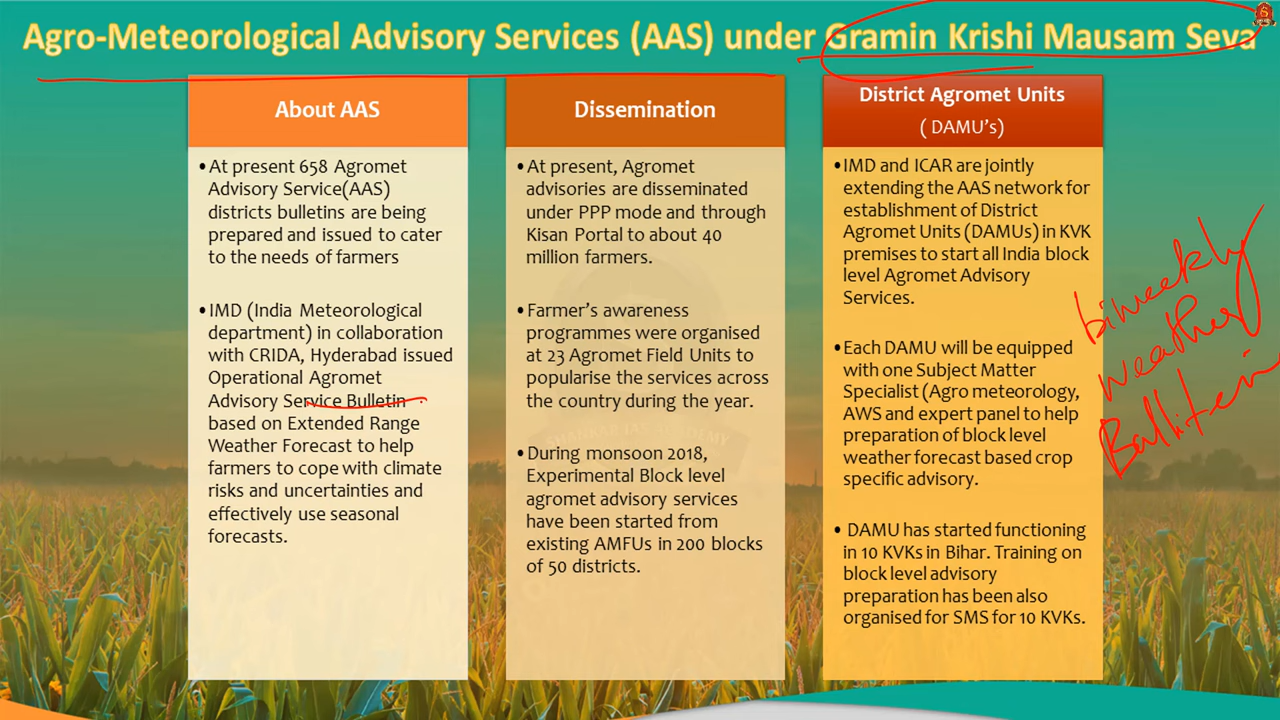 Agro-Meteorological Advisory Services (AAS) under Gramin Krishi Mausam Seva
About AAS
•At present 658 Agromet
Advisory Service(AAS)
districts bulletins are being
prepared and issued to cater
to the needs of farmers
•IMD (India Meteorological
department) in collaboration
with CRIDA, Hyderabad issued
Operational Agromet
Advisory Service Bulletin
based on Extended Range
Weather Forecast to help
farmers to cope with climate
risks and uncertainties and
effectively use seasonal
forecasts.
Dissemination
•At present, Agromet
advisories are disseminated
under PPP mode and through
Kisan Portal to about 40
million farmers.
•Farmer's awareness
programmes were organised
at 23 Agromet Field Units to
popularise the services across
the country during the year.
•During monsoon 2018,
Experimental Block level
agromet advisory services
have been started from
existing AMFUs in 200 blocks
of 50 districts.
District Agromet Units
( DAMU's)
•IMD and ICAR are jointly
extending the AAS network for
establishment of District
Agromet Units (DAMUs) in KVK
premises to start all India block
level Agromet Advisory
Services.
•Each DAMU will be equipped
with one Subject Matter
Specialist (Agro meteorology,
AWS and expert panel to help
preparation of block level
weather forecast based crop
specific advisory.
• DAMU has started functioning
in 10 KVKs in Bihar. Training on
block level advisory
preparation has been also
organised for SMS for 10 KVKs.
biweekly
weather
SHANKAR IAS ACADEMY